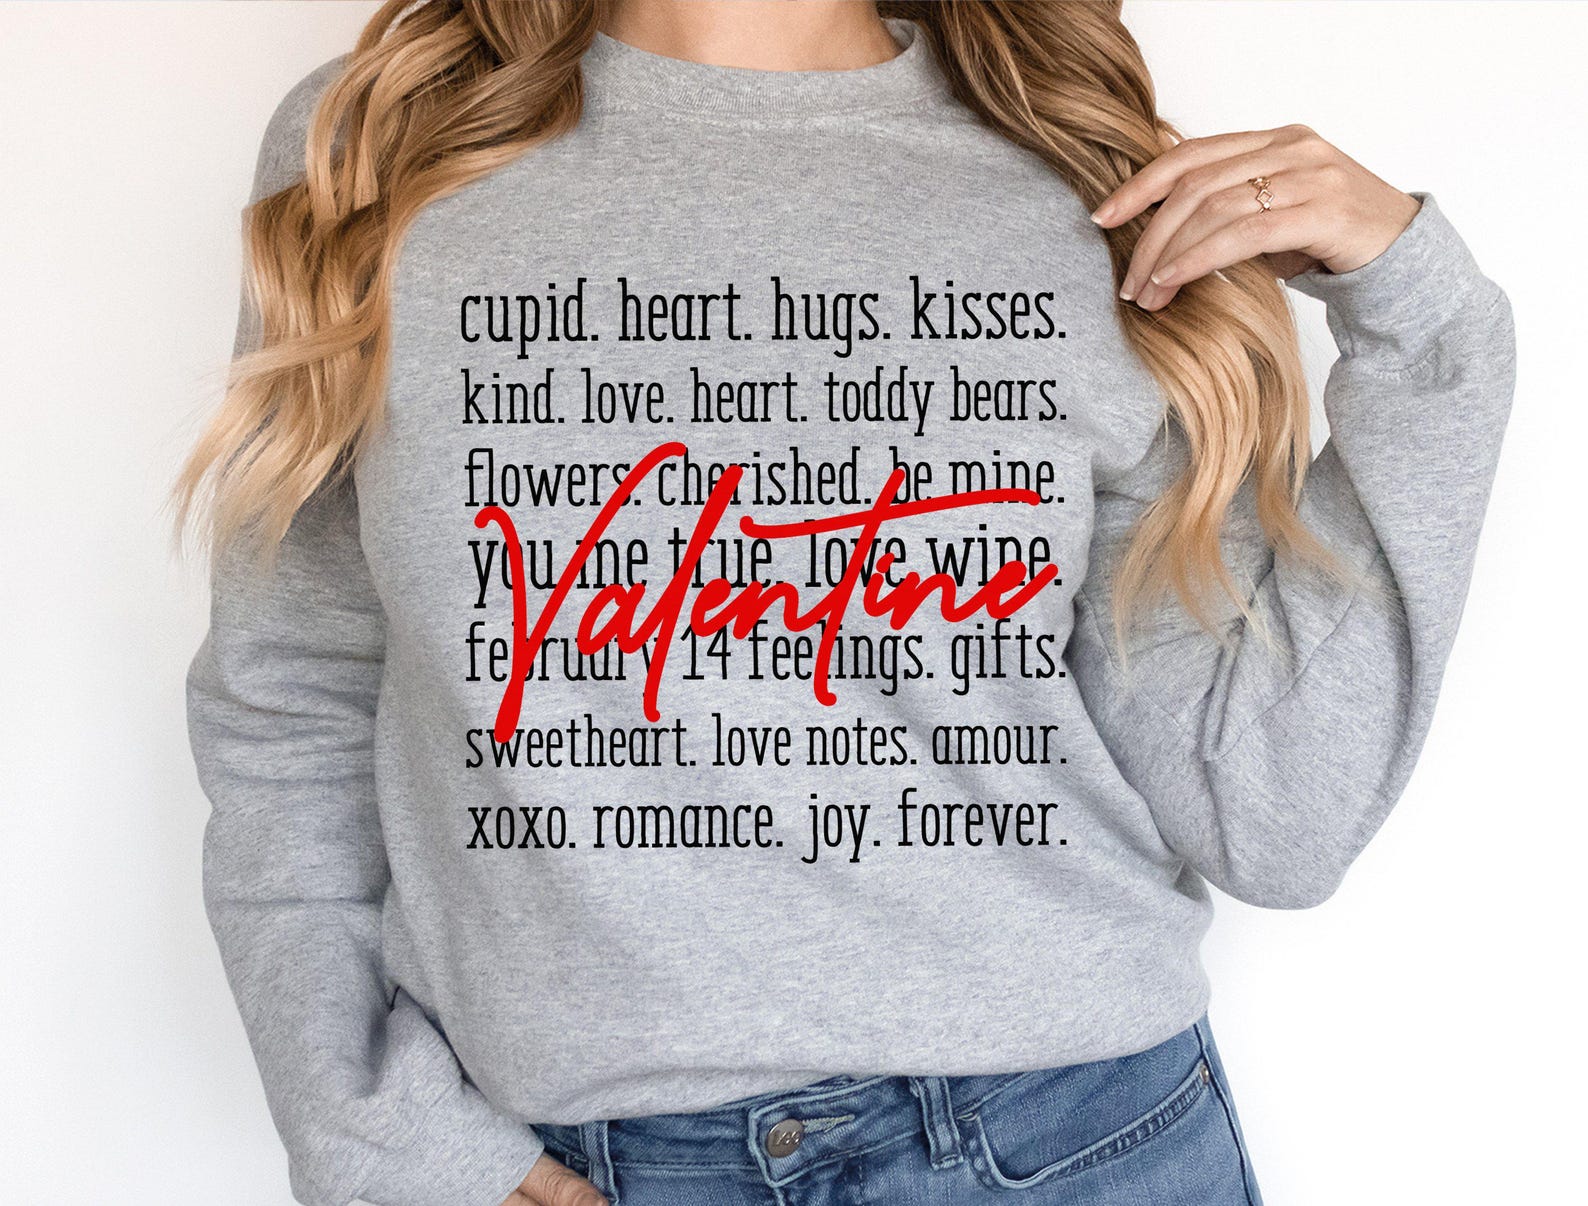 cupid. heart. hugs. kisses.
kind. love. heart. toddy bears.
flowers. cherished. be mine.
you me true. love wine.
Valentine
february 14 feelings. gifts.
sweetheart. love notes. amour.
xoxo. romance. joy. forever.
Lee